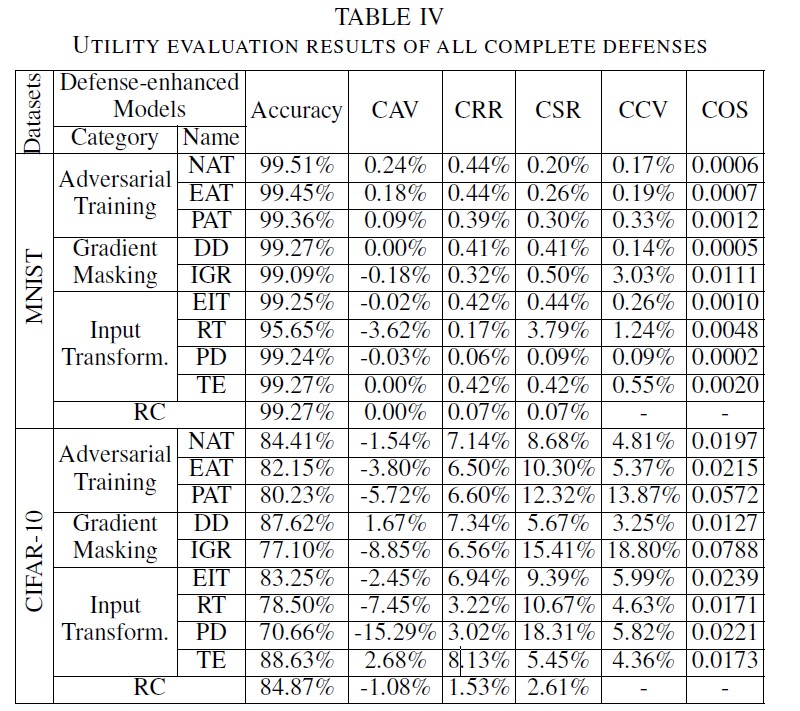 TABLE IV
UTILITY EVALUATION RESULTS OF ALL COMPLETE DEFENSES
Datasets Defense-enhanced Models Accuracy CAV CRR CSR CCV COS
Category Name
MNIST
Adversarial Training
NAT 99.51% 0.24% 0.44% 0.20% 0.17% 0.0006
EAT 99.45% 0.18% 0.44% 0.26% 0.19% 0.0007
PAT 99.36% 0.09% 0.39% 0.30% 0.33% 0.0012
Gradient Masking
DD 99.27% 0.00% 0.41% 0.41% 0.14% 0.0005
IGR 99.09% -0.18% 0.32% 0.50% 3.03% 0.0111
Input Transform.
EIT 99.25% -0.02% 0.42% 0.44% 0.26% 0.0010
RT 95.65% -3.62% 0.17% 3.79% 1.24% 0.0048
PD 99.24% -0.03% 0.06% 0.09% 0.09% 0.0002
TE 99.27% 0.00% 0.42% 0.42% 0.55% 0.0020
RC 99.27% 0.00% 0.07% 0.07% - -
CIFAR-10
Adversarial Training
NAT 84.41% -1.54% 7.14% 8.68% 4.81% 0.0197
EAT 82.15% -3.80% 6.50% 10.30% 5.37% 0.0215
PAT 80.23% -5.72% 6.60% 12.32% 13.87% 0.0572
Gradient Masking
DD 87.62% 1.67% 7.34% 5.67% 3.25% 0.0127
IGR 77.10% -8.85% 6.56% 15.41% 18.80% 0.0788
Input Transform.
EIT 83.25% -2.45% 6.94% 9.39% 5.99% 0.0239
RT 78.50% -7.45% 3.22% 10.67% 4.63% 0.0171
PD 70.66% -15.29% 3.02% 18.31% 5.82% 0.0221
TE 88.63% 2.68% 8.13% 5.45% 4.36% 0.0173
RC 84.87% -1.08% 1.53% 2.61% - -